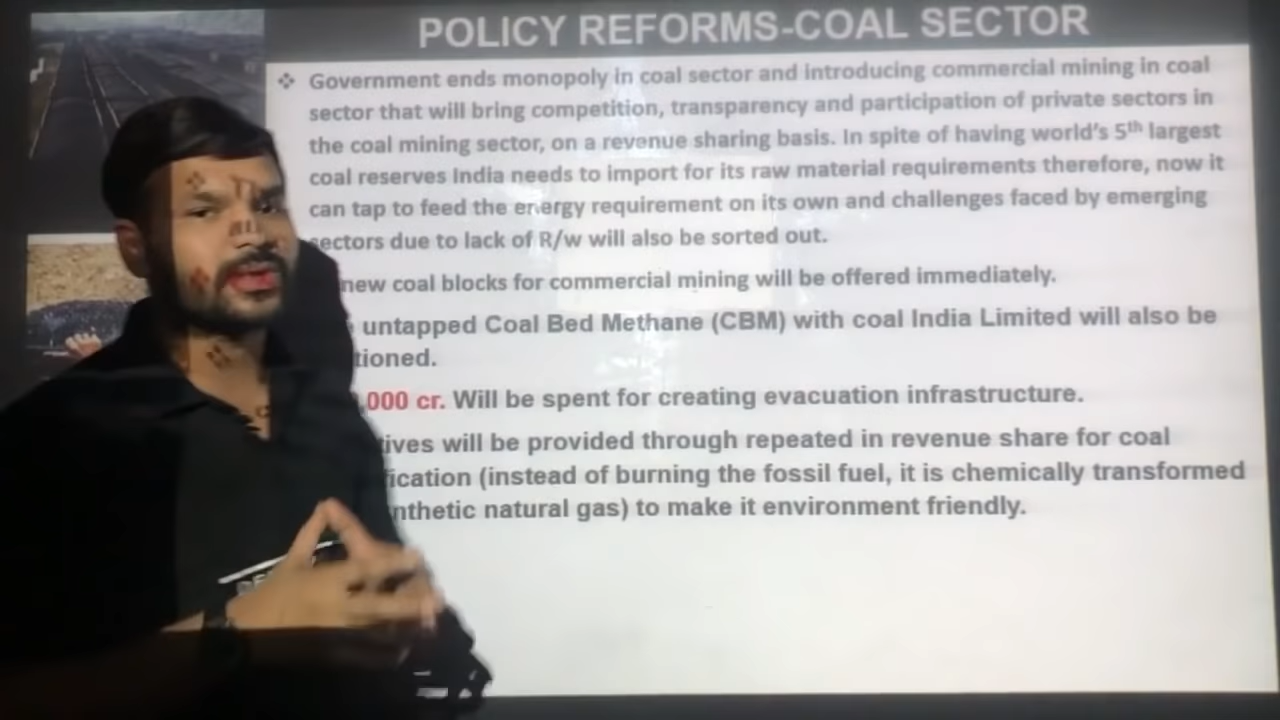 POLICY REFORMS-COAL SECTOR
Government ends monopoly in coal sector and introducing commercial mining in coal
sector that will bring competition, transparency and participation of private sectors in
the coal mining sector, on a revenue sharing basis. In spite of having world's 5th largest
coal reserves India needs to import for its raw material requirements therefore, now it
can tap to feed the energy requirement on its own and challenges faced by emerging
sectors due to lack of R/w will also be sorted out.
new coal blocks for commercial mining will be offered immediately.
untapped Coal Bed Methane (CBM) with coal India Limited will also be
tioned.
,000 cr. Will be spent for creating evacuation infrastructure.
tives will be provided through repeated in revenue share for coal
ication (instead of burning the fossil fuel, it is chemically transformed
nthetic natural gas) to make it environment friendly.